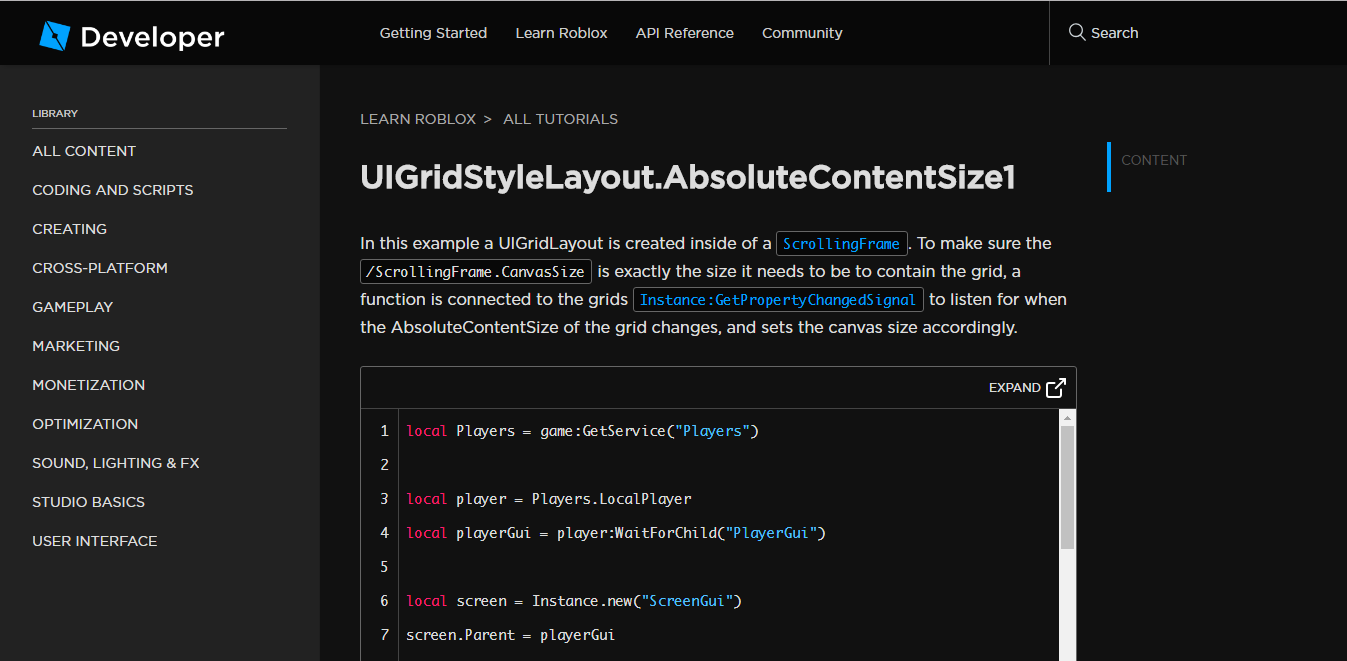 Developer
Getting Started Learn Roblox API Reference Community
Search
LIBRARY
ALL CONTENT
CODING AND SCRIPTS
CREATING
CROSS-PLATFORM
GAMEPLAY
MARKETING
MONETIZATION
OPTIMIZATION
SOUND, LIGHTING & FX
STUDIO BASICS
USER INTERFACE
LEARN ROBLOX > ALL TUTORIALS
UIGridStyleLayout.AbsoluteContentSize1
In this example a UIGridLayout is created inside of a ScrollingFrame. To make sure the
/ScrollingFrame.CanvasSize is exactly the size it needs to be to contain the grid, a
function is connected to the grids Instance:GetPropertyChangedSignal to listen for when
the AbsoluteContentSize of the grid changes, and sets the canvas size accordingly.
EXPAND
1 local Players = game:GetService("Players")
2
3 local player = Players.LocalPlayer
4 local playerGui = player:WaitForChild("PlayerGui")
5
6 local screen = Instance.new("ScreenGui")
7 screen.Parent = playerGui
CONTENT